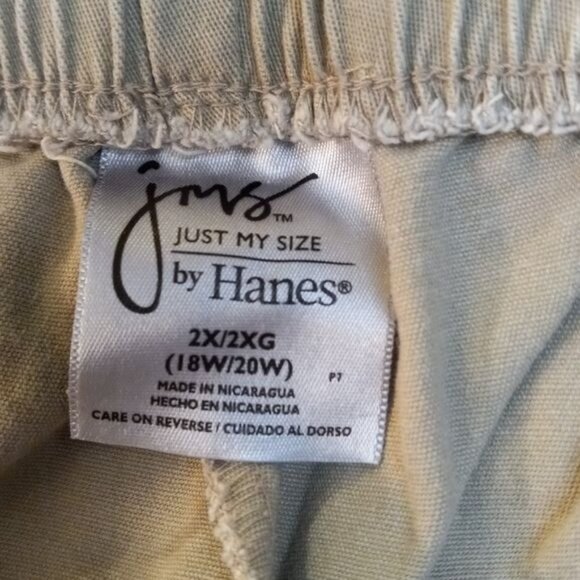 jms™
JUST MY SIZE
by Hanes®
2X/2XG
(18W/20W) P7
MADE IN NICARAGUA
HECHO EN NICARAGUA
CARE ON REVERSE / CUIDADO AL DORSO